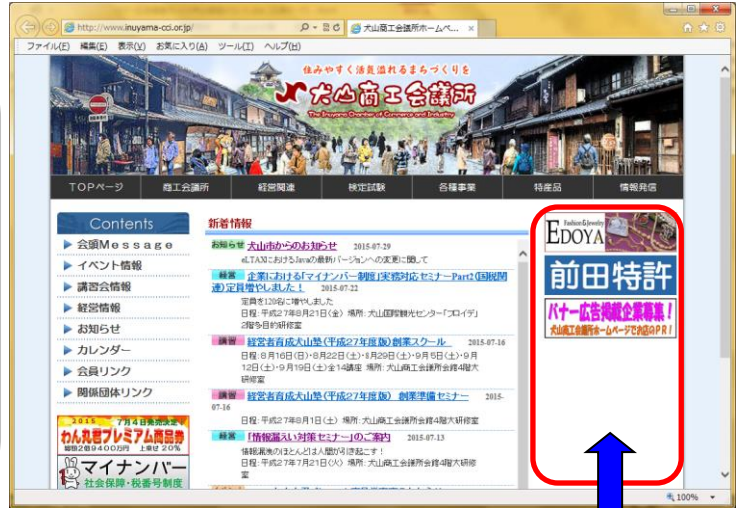 http://www.inuyama-cci.or.jp/
犬山商工会議所ホームペ...
ファイル(F) 編集(E) 表示(V) お気に入り(A) ツール(T) ヘルプ(H)
住みやすく活気溢れるまちづくりを
犬山商工会議所
The Inuyama Chamber of Commerce and Industry
TOPページ 商工会議所 経営関連 検定試験 各種事業 特産品 情報発信
Contents
会頭Message
イベント情報
講習会情報
経営情報
お知らせ
カレンダー
会員リンク
関係団体リンク
2015 7月4日発売決定
わん丸君プレミアム商品券
総額2億9400万円 上乗せ20%
マイナンバー
社会保障・税番号制度
新着情報
お知らせ 犬山市からのお知らせ 2015-07-29
eLTAXにおけるJavaの最新バージョンへの変更に関して
経営 企業における「マイナンバー制度」実務対応セミナーPart2(国税関
連)定員増やしました! 2015-07-22
定員を120名に増やしました
日程:平成27年8月21日(金) 場所:犬山国際観光センター「フロイデ」
2階多目的研修室
講習 経営者育成犬山塾(平成27年度版)創業スクール 2015-07-16
日程:8月16日(日)・8月22日(土)・8月29日(土)・9月5日(土)・9月
12日(土)・9月19日(土)全14講座 場所:犬山商工会議所会館4階大
研修室
講習 経営者育成犬山塾(平成27年度版) 創業準備セミナー 2015-
07-16
日程:平成27年8月1日(土) 場所:犬山商工会議所会館4階大研修室
経営 「情報漏えい対策セミナー」のご案内 2015-07-13
情報漏洩のほとんどは人間が引き起こす!
日程:平成27年7月21日(火) 場所:犬山商工会議所会館4階大研修
室
Fashion & Jewelry
EDOYA
前田特許
バナー広告掲載企業募集!
犬山商工会議所ホームページでお店のPR!
100%